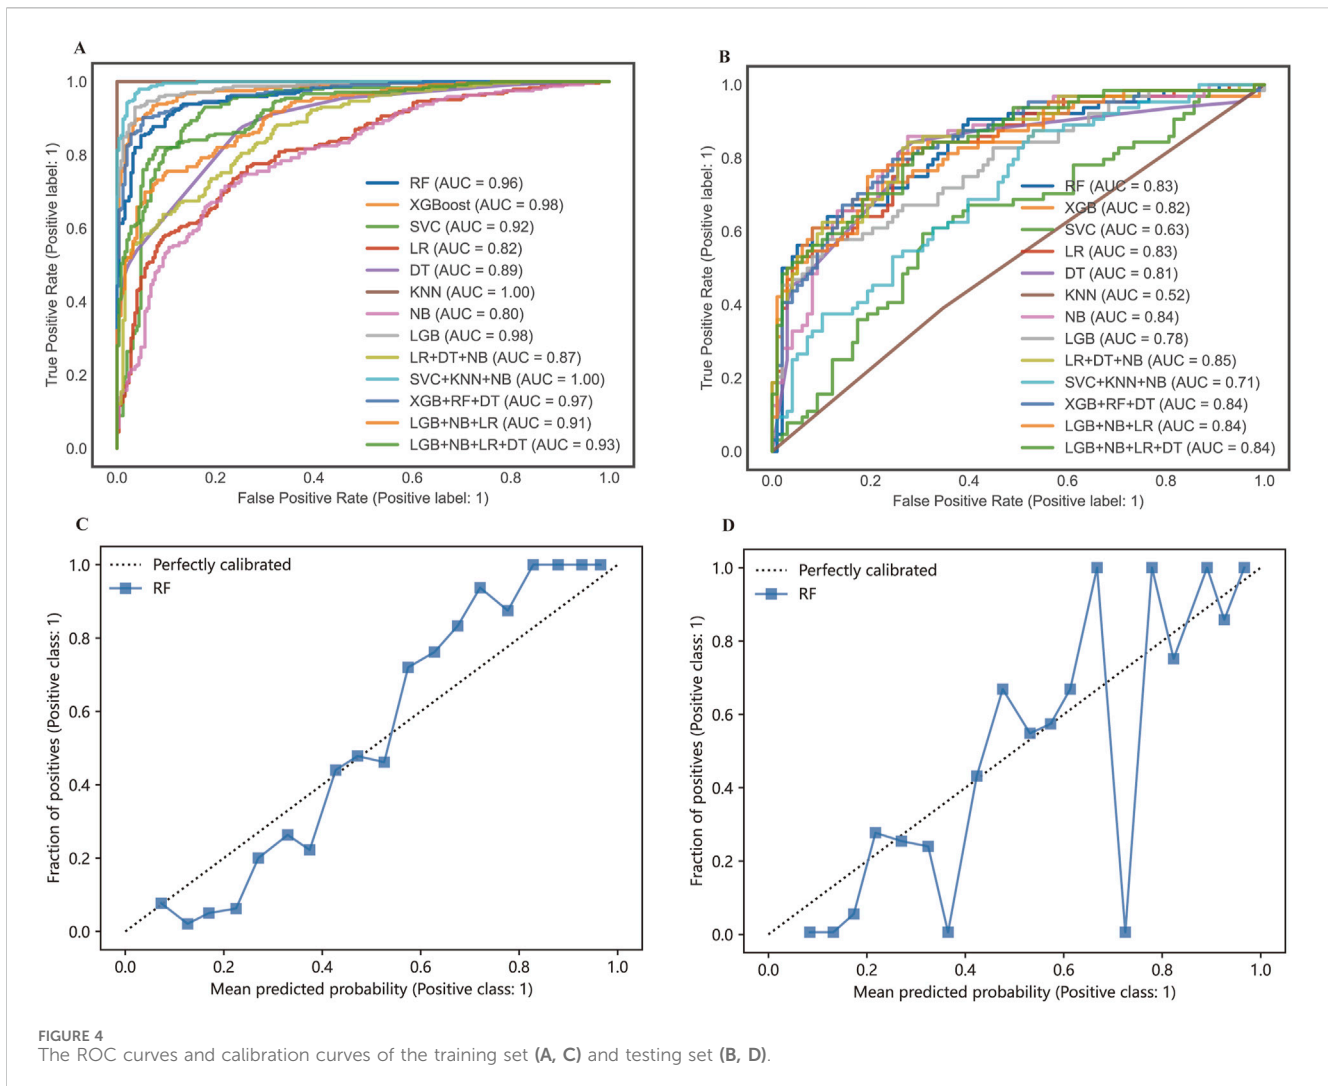 A
True Positive Rate (Positive label: 1)
1.0
0.8
0.6
0.4
0.2
0.0
RF (AUC = 0.96)
XGBoost (AUC = 0.98)
SVC (AUC = 0.92)
LR (AUC = 0.82)
DT (AUC = 0.89)
KNN (AUC = 1.00)
NB (AUC = 0.80)
LGB (AUC = 0.98)
LR+DT+NB (AUC = 0.87)
SVC+KNN+NB (AUC = 1.00)
XGB+RF+DT (AUC = 0.97)
LGB+NB+LR (AUC = 0.91)
LGB+NB+LR+DT (AUC = 0.93)
0.0 0.2 0.4 0.6 0.8 1.0
False Positive Rate (Positive label: 1)
B
True Positive Rate (Positive label: 1)
1.0
0.8
0.6
0.4
0.2
0.0
RF (AUC = 0.83)
XGB (AUC = 0.82)
SVC (AUC = 0.63)
LR (AUC = 0.83)
DT (AUC = 0.81)
KNN (AUC = 0.52)
NB (AUC = 0.84)
LGB (AUC = 0.78)
LR+DT+NB (AUC = 0.85)
SVC+KNN+NB (AUC = 0.71)
XGB+RF+DT (AUC = 0.84)
LGB+NB+LR (AUC = 0.84)
LGB+NB+LR+DT (AUC = 0.84)
0.0 0.2 0.4 0.6 0.8 1.0
False Positive Rate (Positive label: 1)
C
Fraction of positives (Positive class: 1)
1.0
0.8
0.6
0.4
0.2
0.0
Perfectly calibrated
RF
0.0 0.2 0.4 0.6 0.8 1.0
Mean predicted probability (Positive class: 1)
D
Fraction of positives (Positive class: 1)
1.0
0.8
0.6
0.4
0.2
0.0
Perfectly calibrated
RF
0.0 0.2 0.4 0.6 0.8 1.0
Mean predicted probability (Positive class: 1)
FIGURE 4
The ROC curves and calibration curves of the training set (A, C) and testing set (B, D).